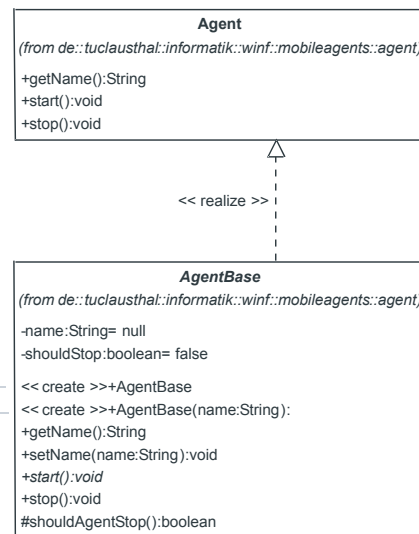 Agent
(from de::tuclausthal::informatik::winf::mobileagents::agent)
+getName():String
+start():void
+stop():void
<< realize >>
AgentBase
(from de::tuclausthal::informatik::winf::mobileagents::agent)
-name:String= null
-shouldStop:boolean= false
<< create >>+AgentBase
<< create >>+AgentBase(name:String):
+getName():String
+setName(name:String):void
+start():void
+stop():void
#shouldAgentStop():boolean